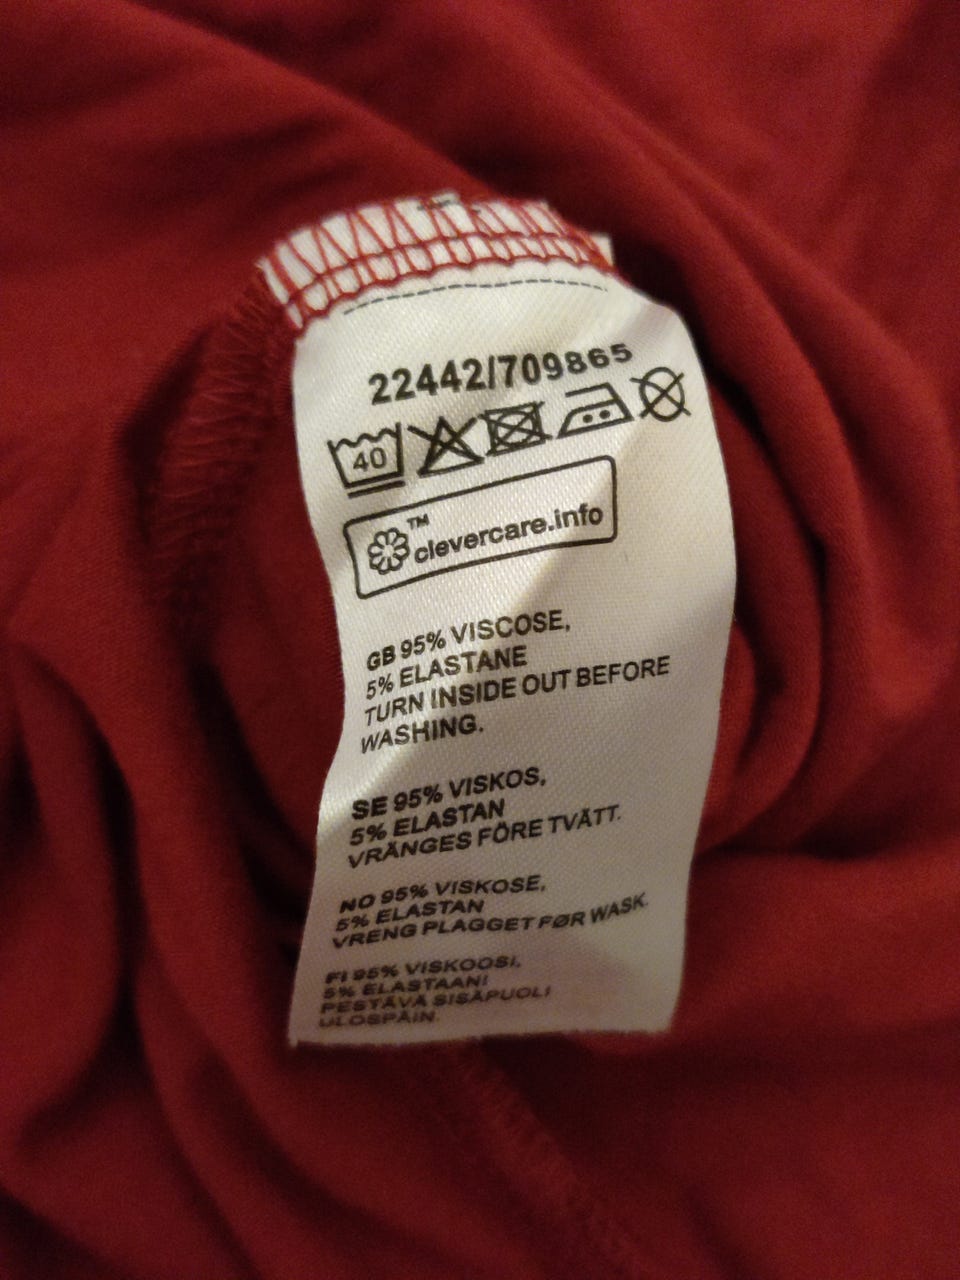 22442/709865
40
™
clevercare.info
GB 95% VISCOSE,
5% ELASTANE
TURN INSIDE OUT BEFORE
WASHING.
SE 95% VISKOS,
5% ELASTAN
VRÄNGES FÖRE TVÄTT.
NO 95% VISKOSE,
5% ELASTAN
VRENG PLAGGET FØR WASK.
FI 95% VISKOOSI,
5% ELASTAANI
PESTÄVÄ SISÄPUOLI
ULOSPÄIN.